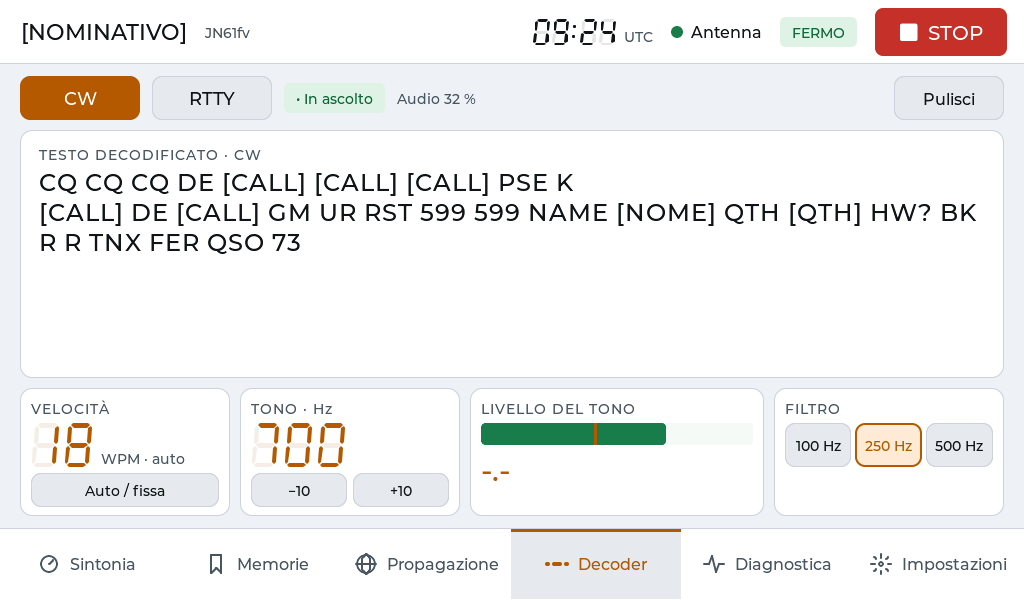 [NOMINATIVO] JN61fv 09:24 UTC Antenna FERMO STOP
CW RTTY • In ascolto Audio 32 % Pulisci
TESTO DECODIFICATO · CW
CQ CQ CQ DE [CALL] [CALL] [CALL] PSE K
[CALL] DE [CALL] GM UR RST 599 599 NAME [NOME] QTH [QTH] HW? BK
R R TNX FER QSO 73
VELOCITÀ
18 WPM · auto
Auto / fissa
TONO · Hz
700
−10 +10
LIVELLO DEL TONO
-.-
FILTRO
100 Hz 250 Hz 500 Hz
Sintonia Memorie Propagazione Decoder Diagnostica Impostazioni